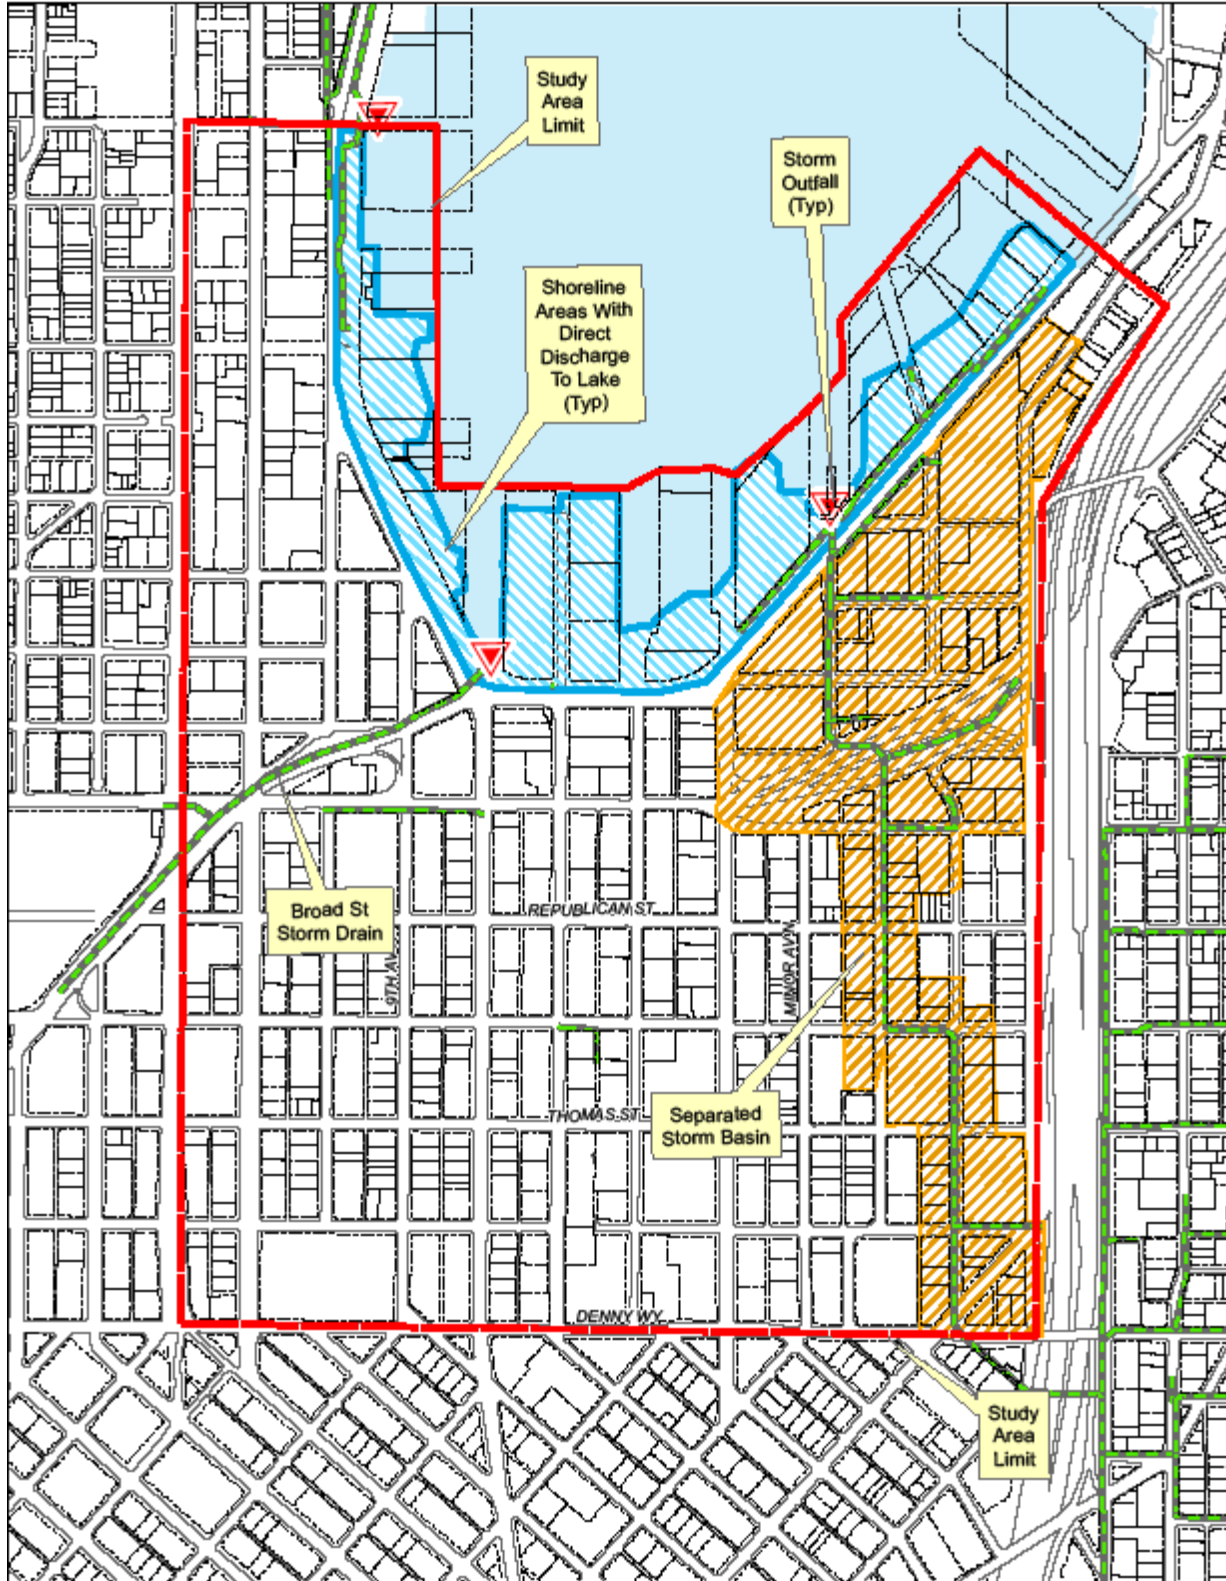 Study
Area
Limit
Storm
Outfall
(Typ)
Shoreline
Areas With
Direct
Discharge
To Lake
(Typ)
Broad St
Storm Drain
REPUBLICAN ST
9TH AV
MINOR AV N
THOMAS ST
Separated
Storm Basin
DENNY WY
Study
Area
Limit